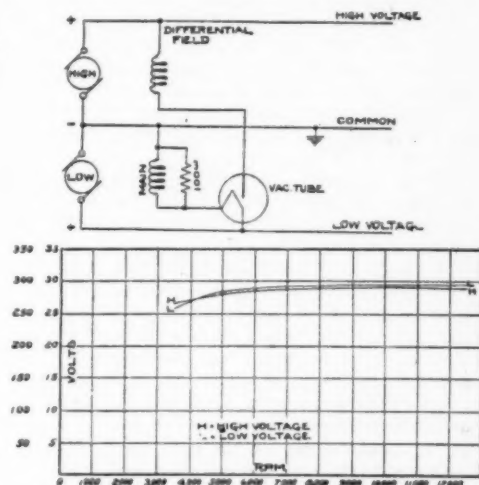 + HIGH VOLTAGE
DIFFERENTIAL FIELD
HIGH
- COMMON
LOW
MAIN
100
VAC. TUBE
+ LOW VOLTAGE
350
300 30
250 25
200 20
150 15
100 10
50 5
VOLTS
H L
L H
H = HIGH VOLTAGE
L = LOW VOLTAGE
RPM
0 1000 2000 3000 4000 5000 6000 7000 8000 9000 10000 11000 12000